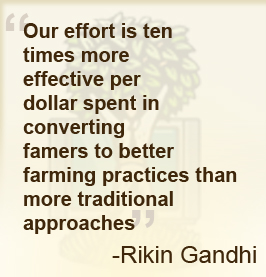 “Our effort is ten
times more
effective per
dollar spent in
converting
famers to better
farming practices than
more traditional
approaches”
-Rikin Gandhi